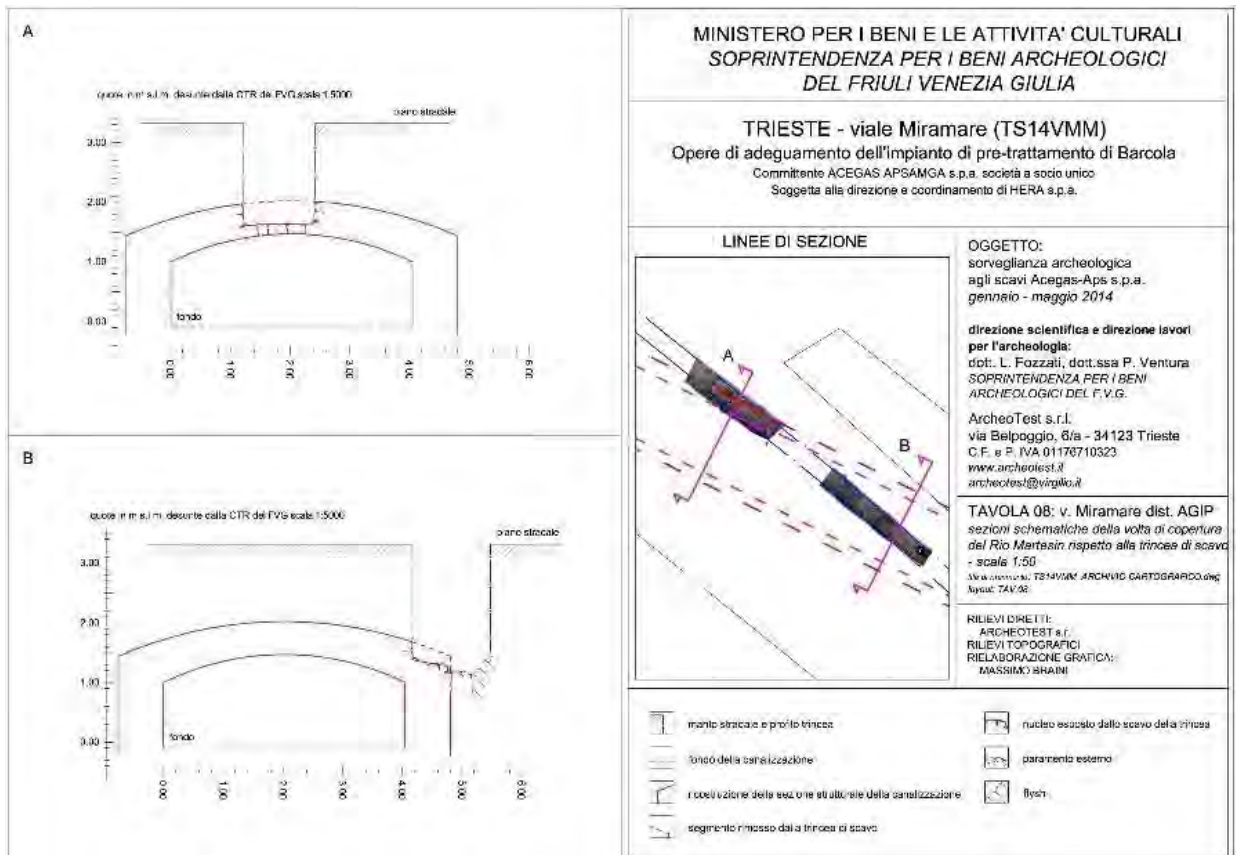 A
quote in m s.l.m. desunte dalla CTR del FVG scala 1:5000
piano stradale
3.00
2.00
1.00
0.00
fondo
0.00
1.00
2.00
3.00
4.00
5.00
6.00
B
quote in m s.l.m. desunte dalla CTR del FVG scala 1:5000
piano stradale
3.00
2.00
1.00
0.00
fondo
0.00
1.00
2.00
3.00
4.00
5.00
6.00
MINISTERO PER I BENI E LE ATTIVITA' CULTURALI
SOPRINTENDENZA PER I BENI ARCHEOLOGICI
DEL FRIULI VENEZIA GIULIA
TRIESTE - viale Miramare (TS14VMM)
Opere di adeguamento dell'impianto di pre-trattamento di Barcola
Committente ACEGAS APSAMGA s.p.a. società a socio unico
Soggetta alla direzione e coordinamento di HERA s.p.a.
LINEE DI SEZIONE
A
B
A
A
B
B
OGGETTO:
sorveglianza archeologica
agli scavi Acegas-Aps s.p.a.
gennaio - maggio 2014
direzione scientifica e direzione lavori
per l'archeologia:
dott. L. Fozzati, dott.ssa P. Ventura
SOPRINTENDENZA PER I BENI
ARCHEOLOGICI DEL F.V.G.
ArcheoTest s.r.l.
via Belpoggio, 6/a - 34123 Trieste
C.F. e P. IVA 01176710323
www.archeotest.it
archeotest@virgilio.it
TAVOLA 08: v. Miramare dist. AGIP
sezioni schematiche della volta di copertura
del Rio Martesin rispetto alla trincea di scavo
- scala 1:50
file di riferimento: TS14VMM_ARCHIVIO CARTOGRAFICO.dwg
layout: TAV.08
RILIEVI DIRETTI:
ARCHEOTEST s.r.
RILIEVI TOPOGRAFICI
RIELABORAZIONE GRAFICA:
MASSIMO BRAINI
manto stradale e profilo trincea
fondo della canalizzazione
ricostruzione della sezione strutturale della canalizzazione
segmento rimosso dalla trincea di scavo
nucleo esposto dallo scavo della trincea
paramento esterno
flysh